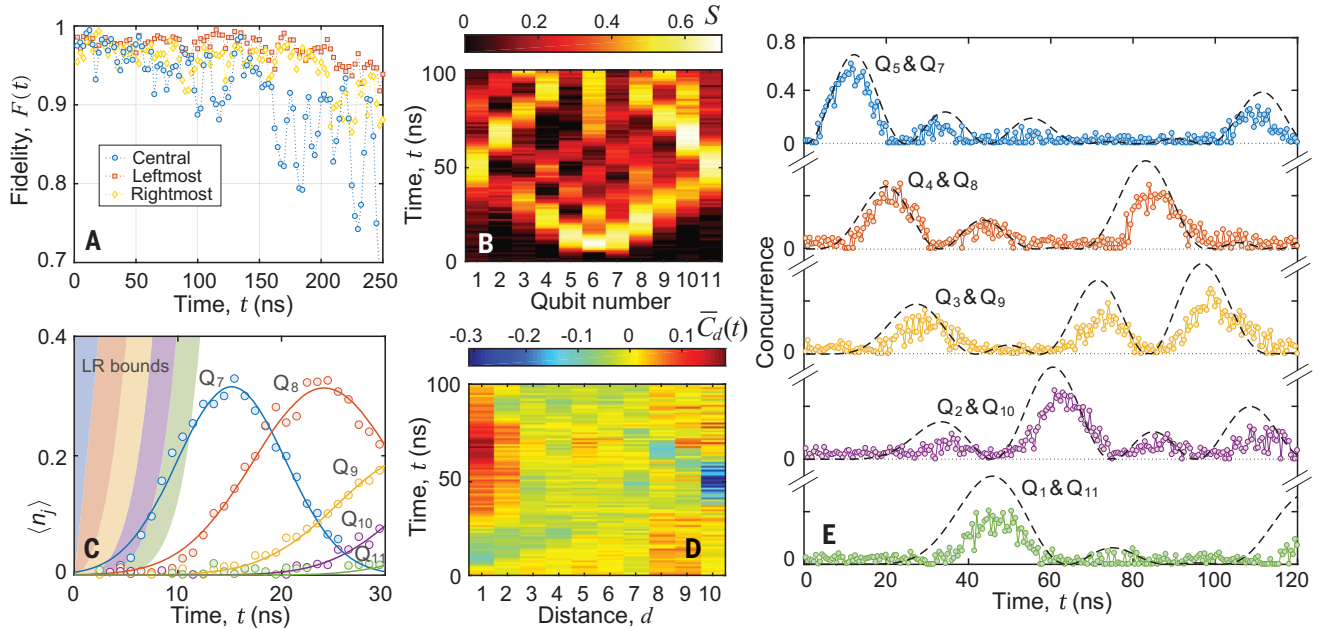 1
0.9
1
0.8
0.7
Fidelity, F(t)
Central
Leftmost
Rightmost
A
0 50 100 150 200 250
Time, t (ns)
0 0.2 0.4 0.6 S
100
50
0
Time, t (ns)
B
1 2 3 4 5 6 7 8 9 10 11
Qubit number
0.4
0.2
0
⟨nj⟩
LR bounds
Q7
Q8
Q9
Q10
Q11
C
0 10 20 30
Time, t (ns)
-0.3 -0.2 -0.1 0 0.1 C̅d(t)
100
50
0
Time, t (ns)
D
1 2 3 4 5 6 7 8 9 10
Distance, d
0.8
0.4
0
0
0
0
0
Concurrence
Q5 & Q7
Q4 & Q8
Q3 & Q9
Q2 & Q10
Q1 & Q11
E
0 20 40 60 80 100 120
Time, t (ns)